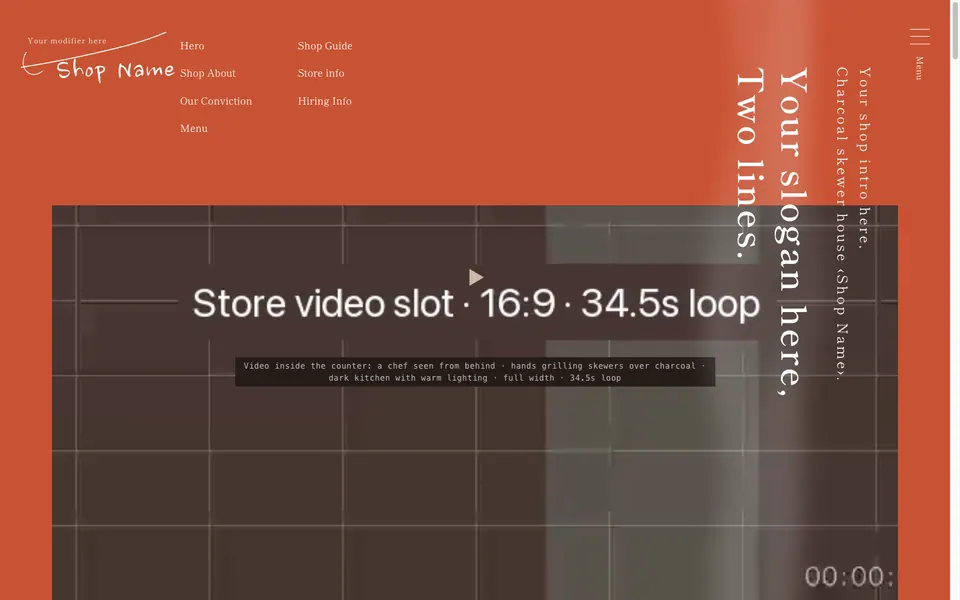 Your modifier here
Shop Name
Hero
Shop About
Our Conviction
Menu
Shop Guide
Store info
Hiring Info
Menu
Your shop intro here.
Charcoal skewer house ‹Shop Name›.
Your slogan here,
Two lines.
Store video slot · 16:9 · 34.5s loop
Video inside the counter: a chef seen from behind · hands grilling skewers over charcoal ·
dark kitchen with warm lighting · full width · 34.5s loop
00:00: